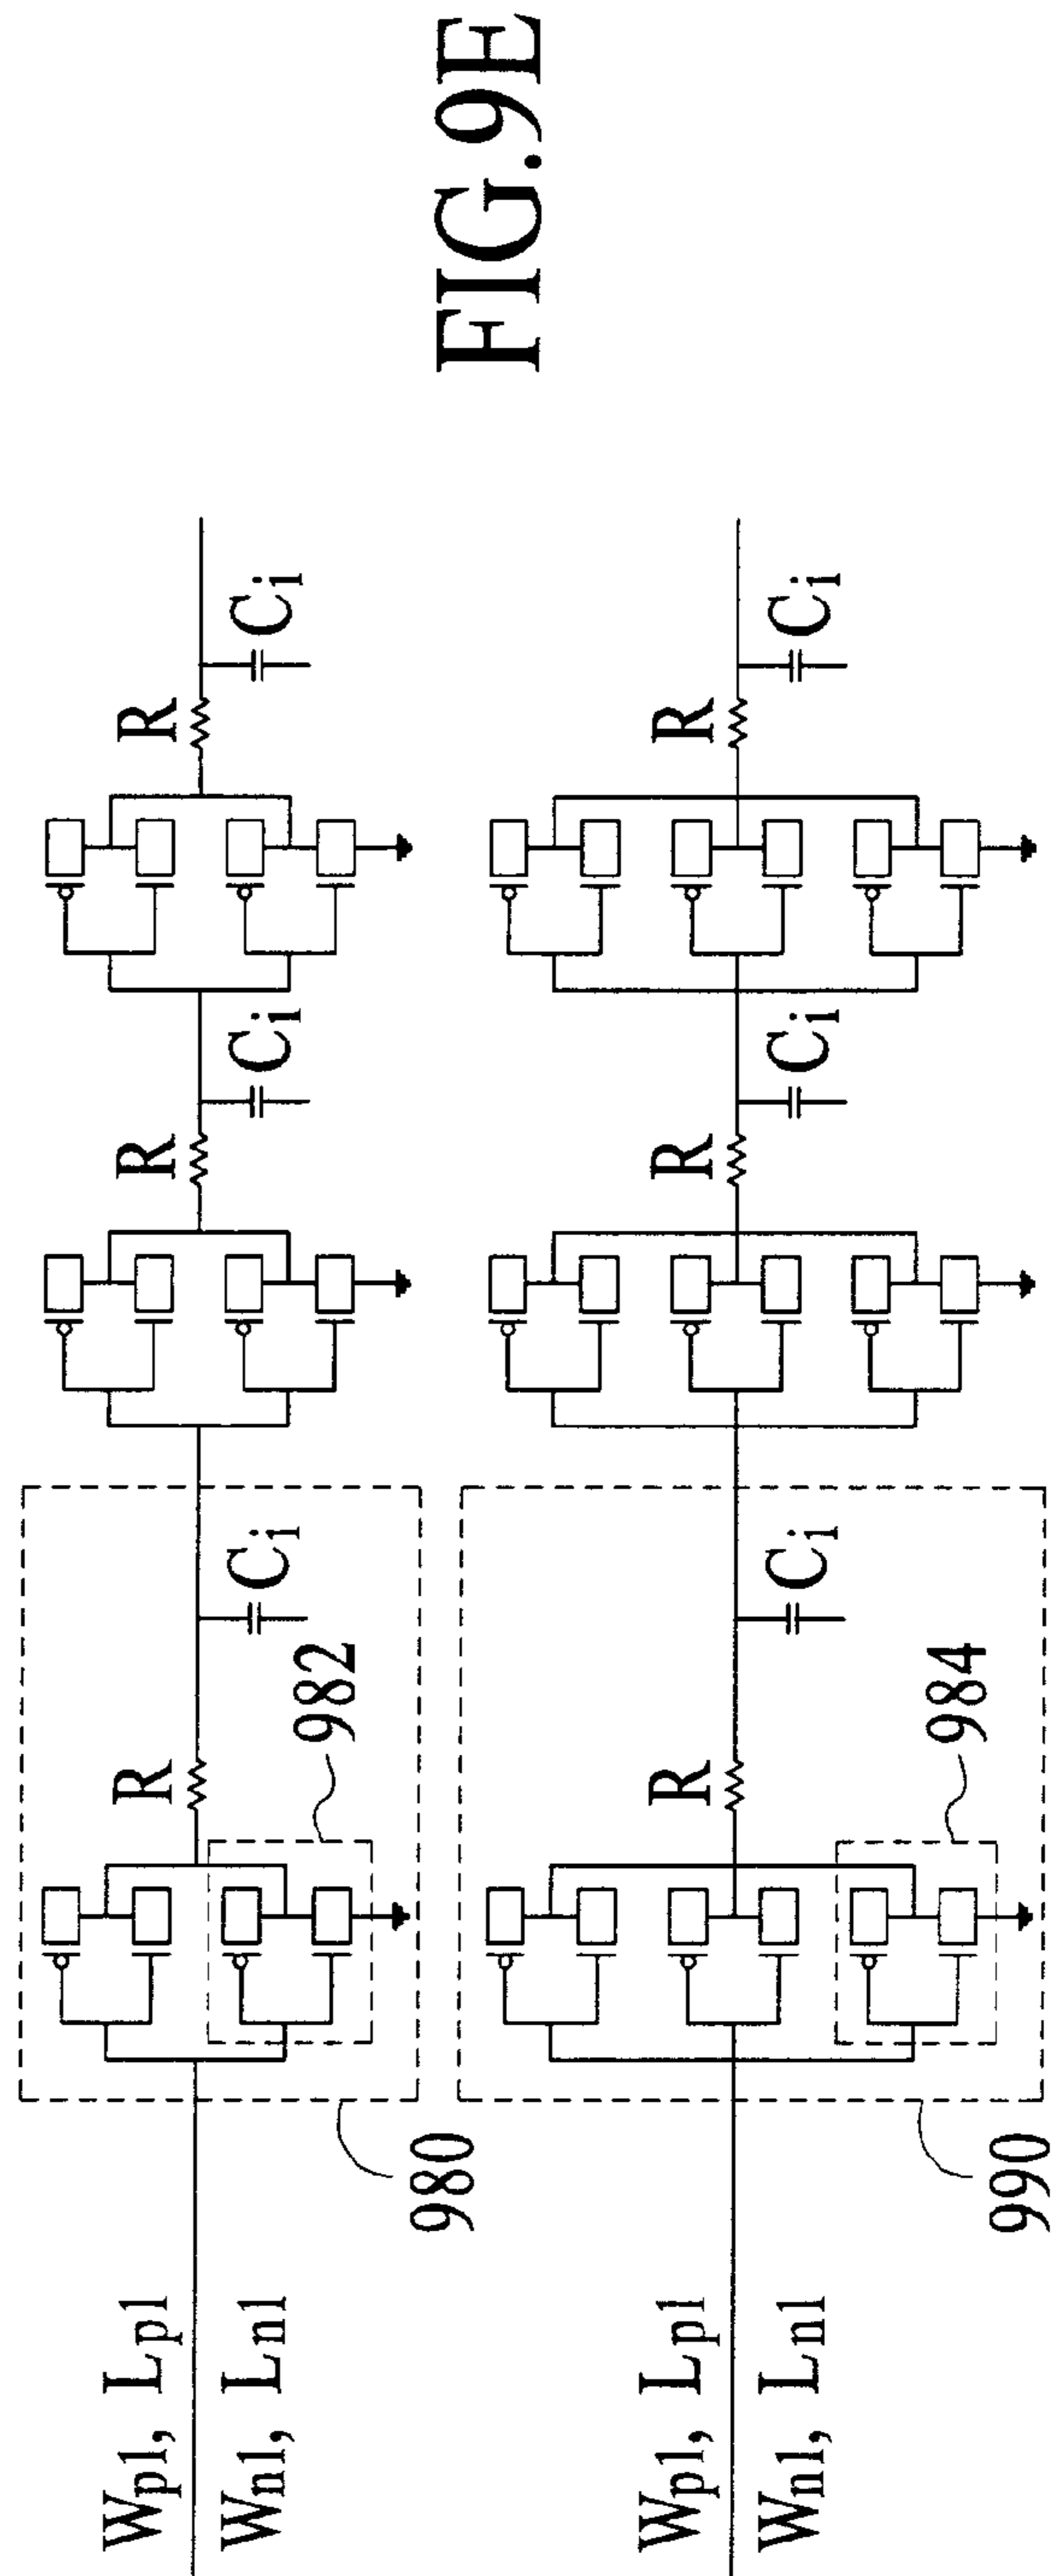 FIG.9E
R
Ci
R
Ci
R
Ci
982
980
Wp1, Lp1
Wn1, Ln1
R
Ci
R
Ci
R
Ci
984
990
Wp1, Lp1
Wn1, Ln1